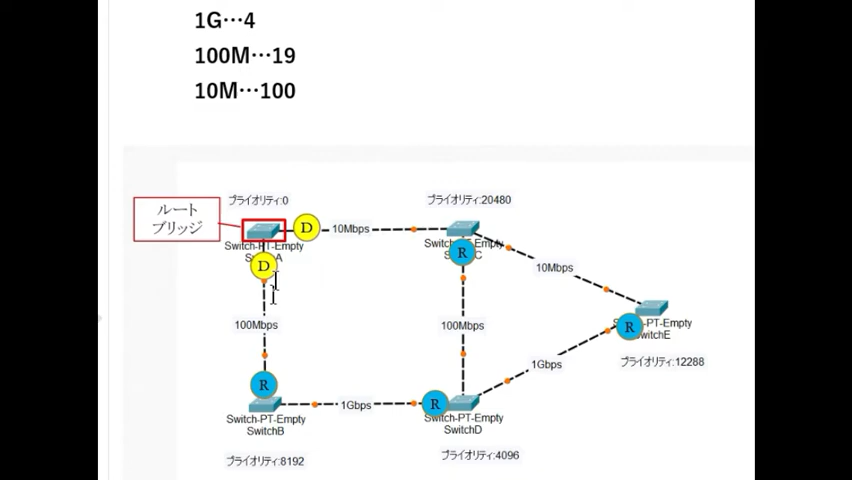 1G…4
100M…19
10M…100
プライオリティ:0
プライオリティ:20480
ルート
ブリッジ
D
10Mbps
Switch-PT-Empty
Switch-PT-Empty
D
R
10Mbps
100Mbps
100Mbps
R
Switch-PT-Empty
SwitchE
1Gbps
プライオリティ:12288
R
1Gbps
R
Switch-PT-Empty
SwitchB
Switch-PT-Empty
SwitchD
プライオリティ:8192
プライオリティ:4096